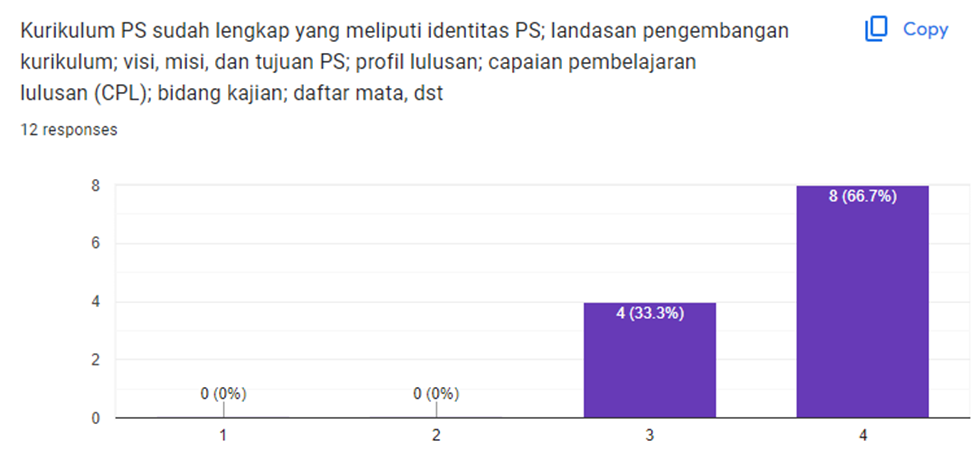 Kurikulum PS sudah lengkap yang meliputi identitas PS; landasan pengembangan
kurikulum; visi, misi, dan tujuan PS; profil lulusan; capaian pembelajaran
lulusan (CPL); bidang kajian; daftar mata, dst
Copy
12 responses
8
6
4
2
0
0 (0%)
0 (0%)
4 (33.3%)
8 (66.7%)
1
2
3
4